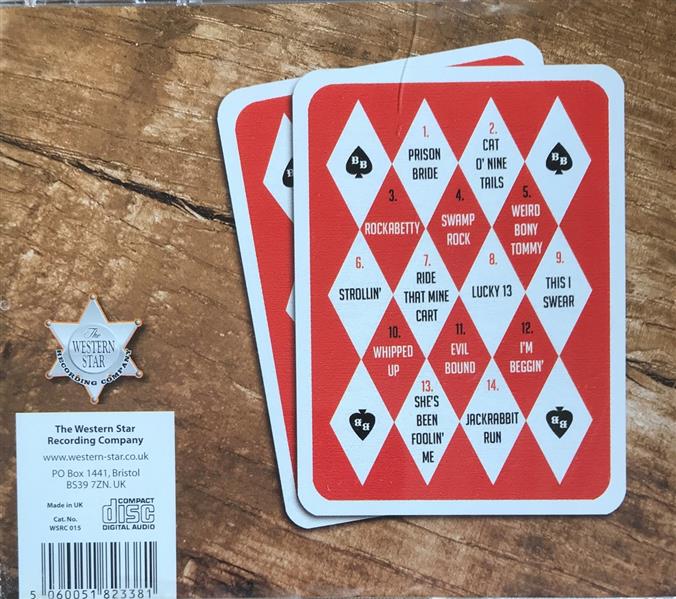 BB
1.
PRISON
BRIDE
2.
CAT
O' NINE
TAILS
BB
3.
ROCKABETTY
4.
SWAMP
ROCK
5.
WEIRD
BONY
TOMMY
6.
STROLLIN'
7.
RIDE
THAT MINE
CART
8.
LUCKY 13
9.
THIS I
SWEAR
10.
WHIPPED
UP
11.
EVIL
BOUND
12.
I'M
BEGGIN'
BB
13.
SHE'S
BEEN
FOOLIN'
ME
14.
JACKRABBIT
RUN
BB
The
WESTERN
STAR
RECORDING COMPANY
The Western Star
Recording Company
www.western-star.co.uk
PO Box 1441, Bristol
BS39 7ZN. UK
Made in UK
Cat. No.
WSRC 015
COMPACT
disc
DIGITAL AUDIO
5 060051 823381